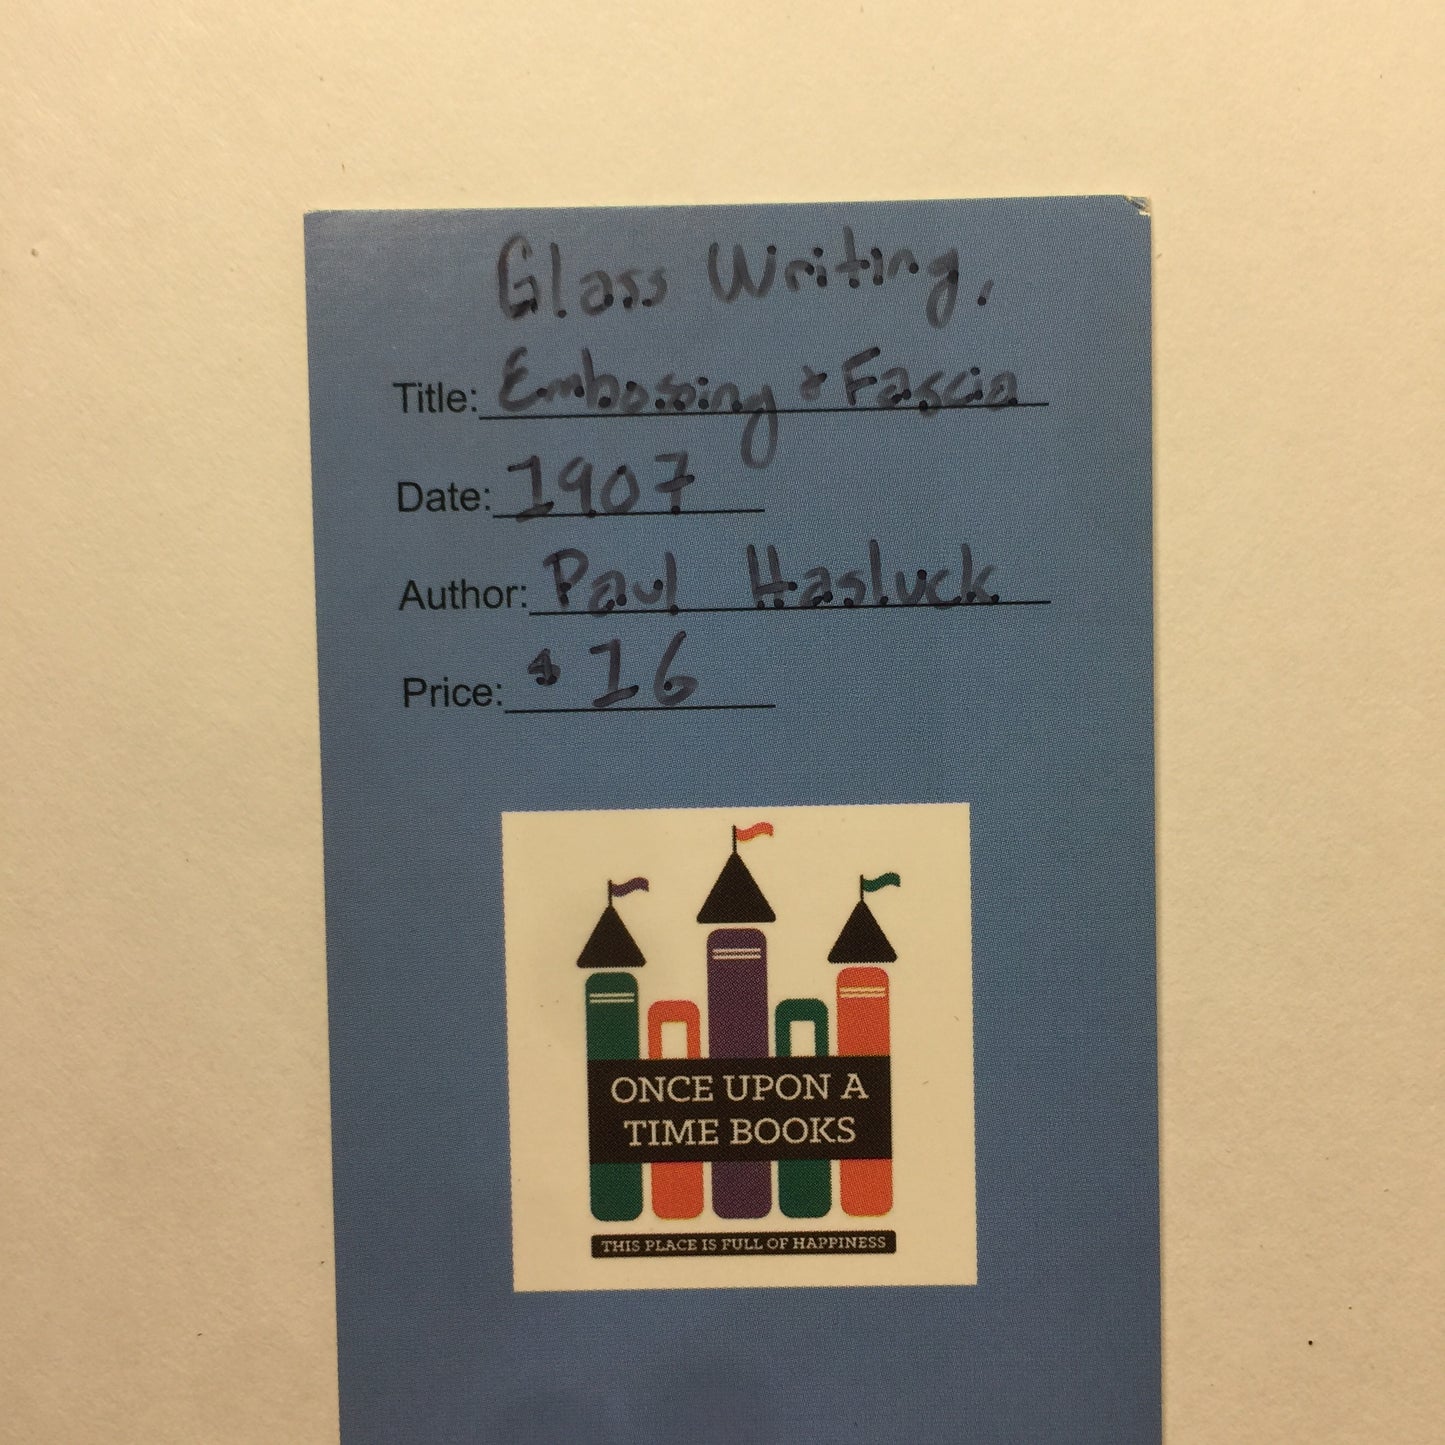 Glass Writing,
Title: Embossing & Fascia
Date: 1907
Author: Paul Hasluck
Price: $16
ONCE UPON A
TIME BOOKS
THIS PLACE IS FULL OF HAPPINESS